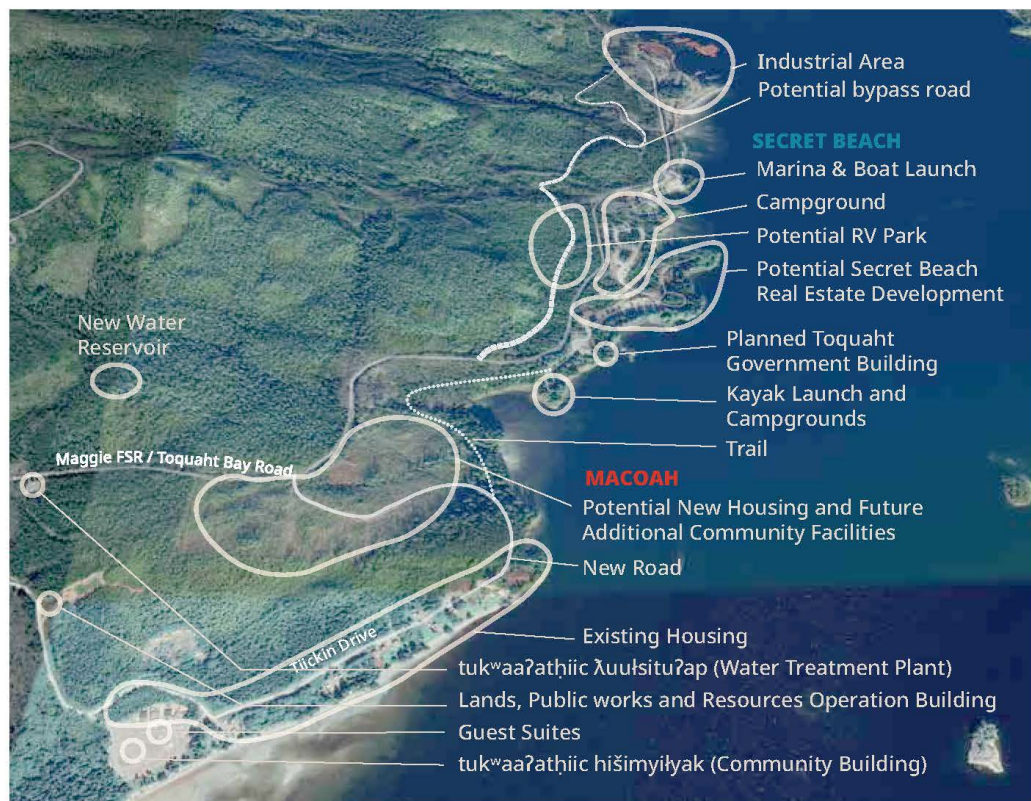 Industrial Area
Potential bypass road
SECRET BEACH
Marina & Boat Launch
Campground
Potential RV Park
Potential Secret Beach
Real Estate Development
New Water
Reservoir
Planned Toquaht
Government Building
Kayak Launch and
Campgrounds
Trail
Maggie FSR / Toquaht Bay Road
MACOAH
Potential New Housing and Future
Additional Community Facilities
New Road
Existing Housing
Tiickin Drive
tukʷaaʔatḥiic ƛuułsituʔap (Water Treatment Plant)
Lands, Public works and Resources Operation Building
Guest Suites
tukʷaaʔatḥiic hišimyiłyak (Community Building)